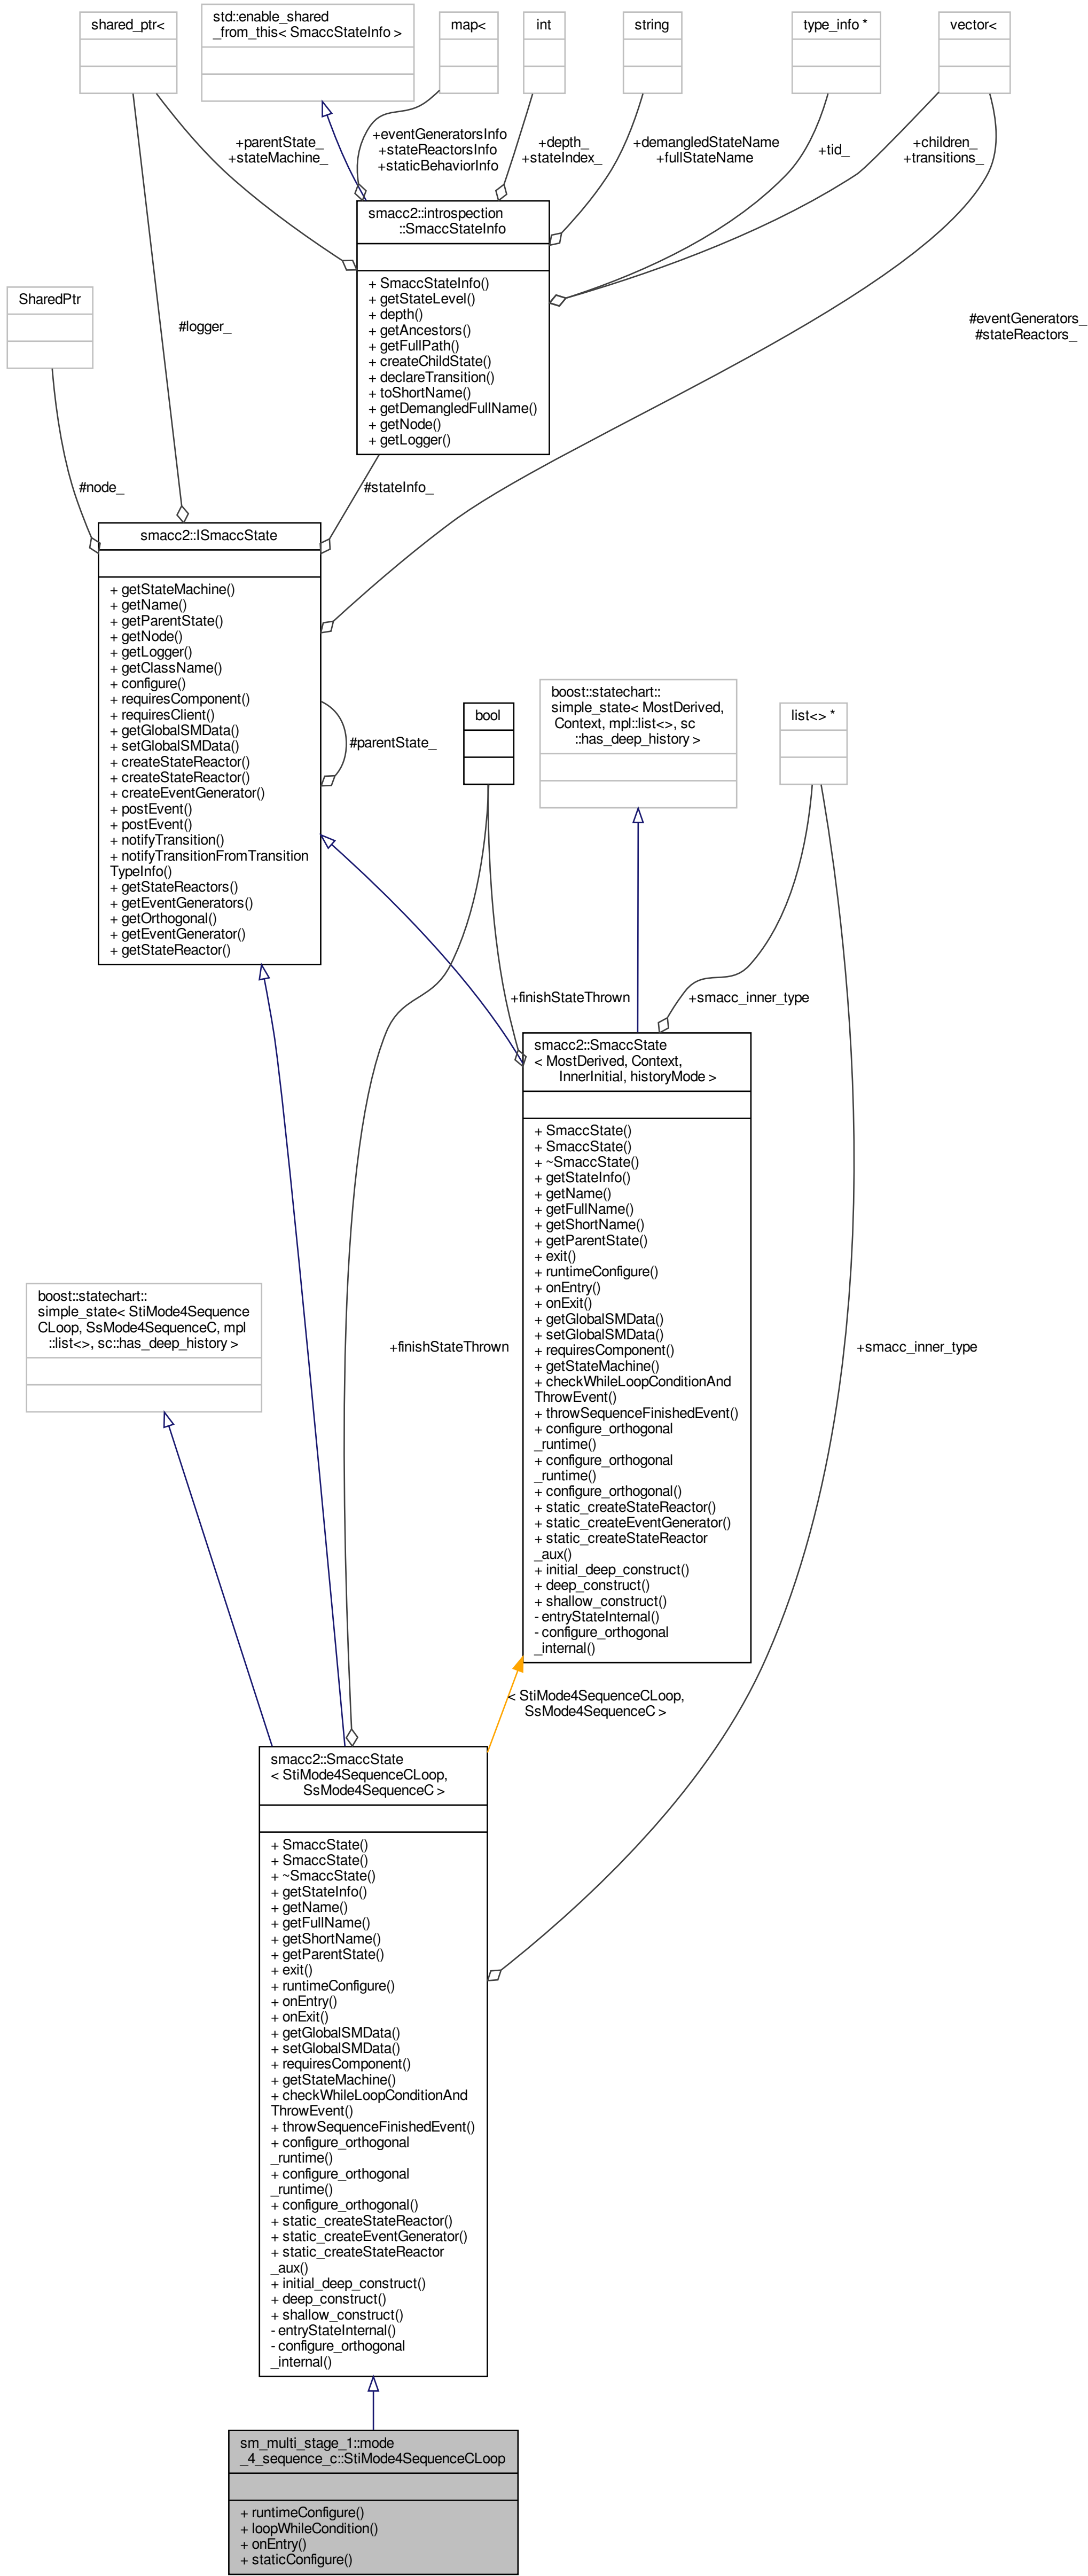 shared_ptr<
std::enable_shared
_from_this< SmaccStateInfo >
map<
int
string
type_info *
vector<
+parentState_
+stateMachine_
+eventGeneratorsInfo
+stateReactorsInfo
+staticBehaviorInfo
+depth_
+stateIndex_
+demangledStateName
+fullStateName
+tid_
+children_
+transitions_
smacc2::introspection
::SmaccStateInfo
+ SmaccStateInfo()
+ getStateLevel()
+ depth()
+ getAncestors()
+ getFullPath()
+ createChildState()
+ declareTransition()
+ toShortName()
+ getDemangledFullName()
+ getNode()
+ getLogger()
SharedPtr
#logger_
#eventGenerators_
#stateReactors_
#node_
#stateInfo_
smacc2::ISmaccState
+ getStateMachine()
+ getName()
+ getParentState()
+ getNode()
+ getLogger()
+ getClassName()
+ configure()
+ requiresComponent()
+ requiresClient()
+ getGlobalSMData()
+ setGlobalSMData()
+ createStateReactor()
+ createStateReactor()
+ createEventGenerator()
+ postEvent()
+ postEvent()
+ notifyTransition()
+ notifyTransitionFromTransition
TypeInfo()
+ getStateReactors()
+ getEventGenerators()
+ getOrthogonal()
+ getEventGenerator()
+ getStateReactor()
#parentState_
bool
boost::statechart::
simple_state< MostDerived,
Context, mpl::list<>, sc
::has_deep_history >
list<> *
+finishStateThrown
+smacc_inner_type
smacc2::SmaccState
< MostDerived, Context,
InnerInitial, historyMode >
+ SmaccState()
+ SmaccState()
+ ~SmaccState()
+ getStateInfo()
+ getName()
+ getFullName()
+ getShortName()
+ getParentState()
+ exit()
+ runtimeConfigure()
+ onEntry()
+ onExit()
+ getGlobalSMData()
+ setGlobalSMData()
+ requiresComponent()
+ getStateMachine()
+ checkWhileLoopConditionAnd
ThrowEvent()
+ throwSequenceFinishedEvent()
+ configure_orthogonal
_runtime()
+ configure_orthogonal
_runtime()
+ configure_orthogonal()
+ static_createStateReactor()
+ static_createEventGenerator()
+ static_createStateReactor
_aux()
+ initial_deep_construct()
+ deep_construct()
+ shallow_construct()
- entryStateInternal()
- configure_orthogonal
_internal()
boost::statechart::
simple_state< StiMode4Sequence
CLoop, SsMode4SequenceC, mpl
::list<>, sc::has_deep_history >
+finishStateThrown
+smacc_inner_type
< StiMode4SequenceCLoop,
SsMode4SequenceC >
smacc2::SmaccState
< StiMode4SequenceCLoop,
SsMode4SequenceC >
+ SmaccState()
+ SmaccState()
+ ~SmaccState()
+ getStateInfo()
+ getName()
+ getFullName()
+ getShortName()
+ getParentState()
+ exit()
+ runtimeConfigure()
+ onEntry()
+ onExit()
+ getGlobalSMData()
+ setGlobalSMData()
+ requiresComponent()
+ getStateMachine()
+ checkWhileLoopConditionAnd
ThrowEvent()
+ throwSequenceFinishedEvent()
+ configure_orthogonal
_runtime()
+ configure_orthogonal
_runtime()
+ configure_orthogonal()
+ static_createStateReactor()
+ static_createEventGenerator()
+ static_createStateReactor
_aux()
+ initial_deep_construct()
+ deep_construct()
+ shallow_construct()
- entryStateInternal()
- configure_orthogonal
_internal()
sm_multi_stage_1::mode
_4_sequence_c::StiMode4SequenceCLoop
+ runtimeConfigure()
+ loopWhileCondition()
+ onEntry()
+ staticConfigure()